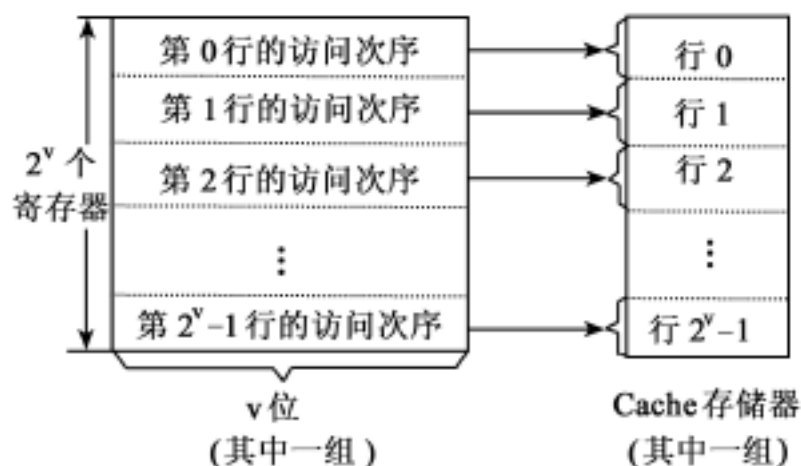 第 0 行的访问次序
行 0
第 1 行的访问次序
行 1
2ᵛ 个
寄存器
第 2 行的访问次序
行 2
⋮
⋮
第 2ᵛ−1 行的访问次序
行 2ᵛ−1
v 位
(其中一组)
Cache 存储器
(其中一组)